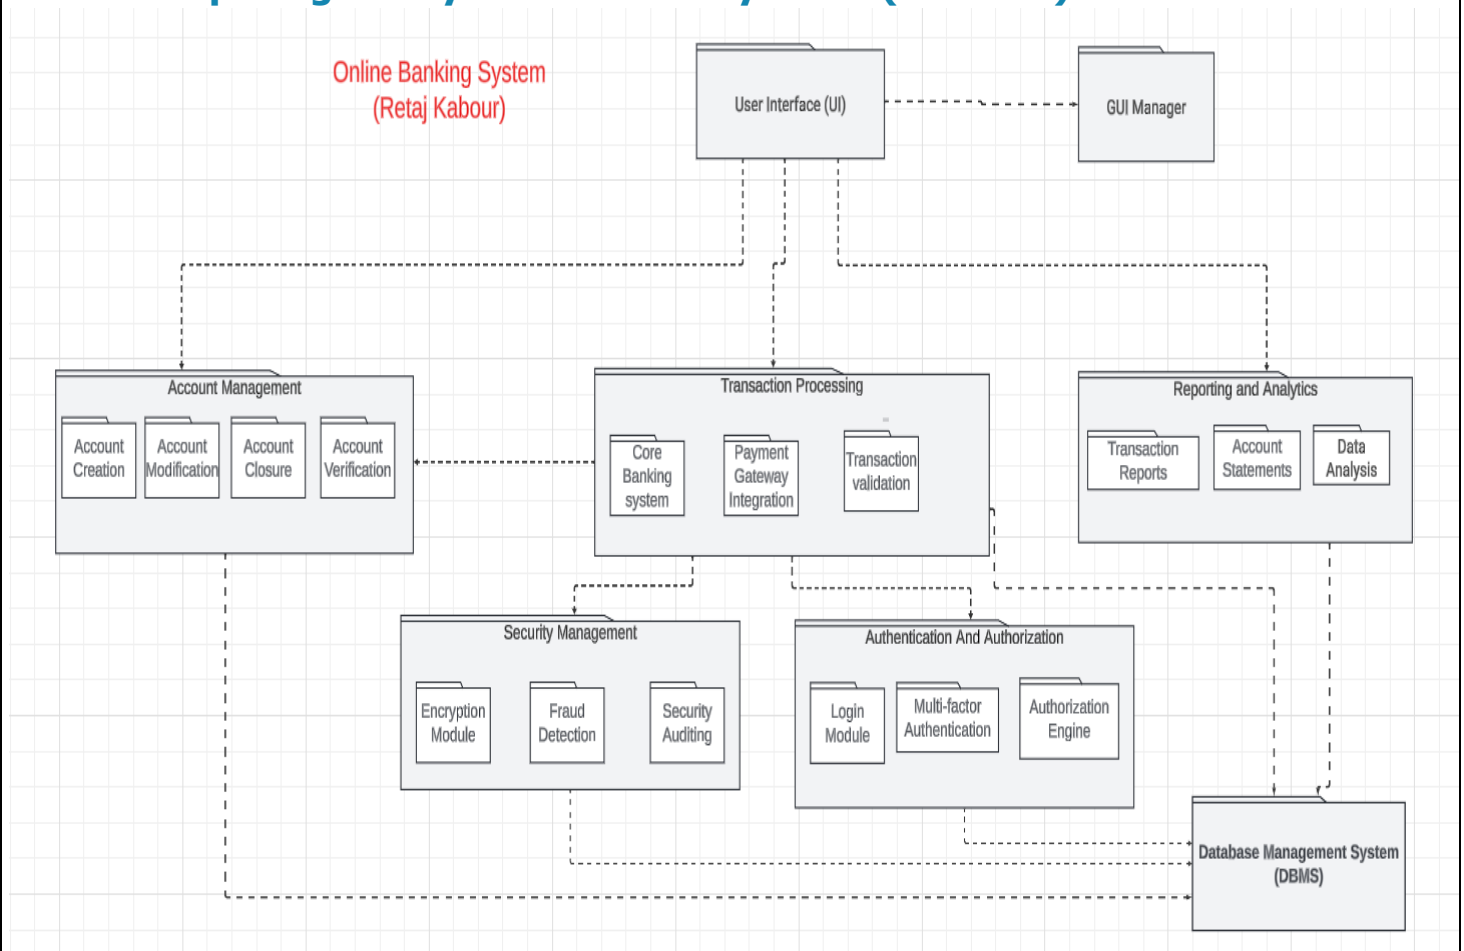 Online Banking System
(Retaj Kabour)
User Interface (UI)
GUI Manager
Account Management
Account
Creation
Account
Modification
Account
Closure
Account
Verification
Transaction Processing
Core
Banking
system
Payment
Gateway
Integration
Transaction
validation
Reporting and Analytics
Transaction
Reports
Account
Statements
Data
Analysis
Security Management
Encryption
Module
Fraud
Detection
Security
Auditing
Authentication And Authorization
Login
Module
Multi-factor
Authentication
Authorization
Engine
Database Management System
(DBMS)